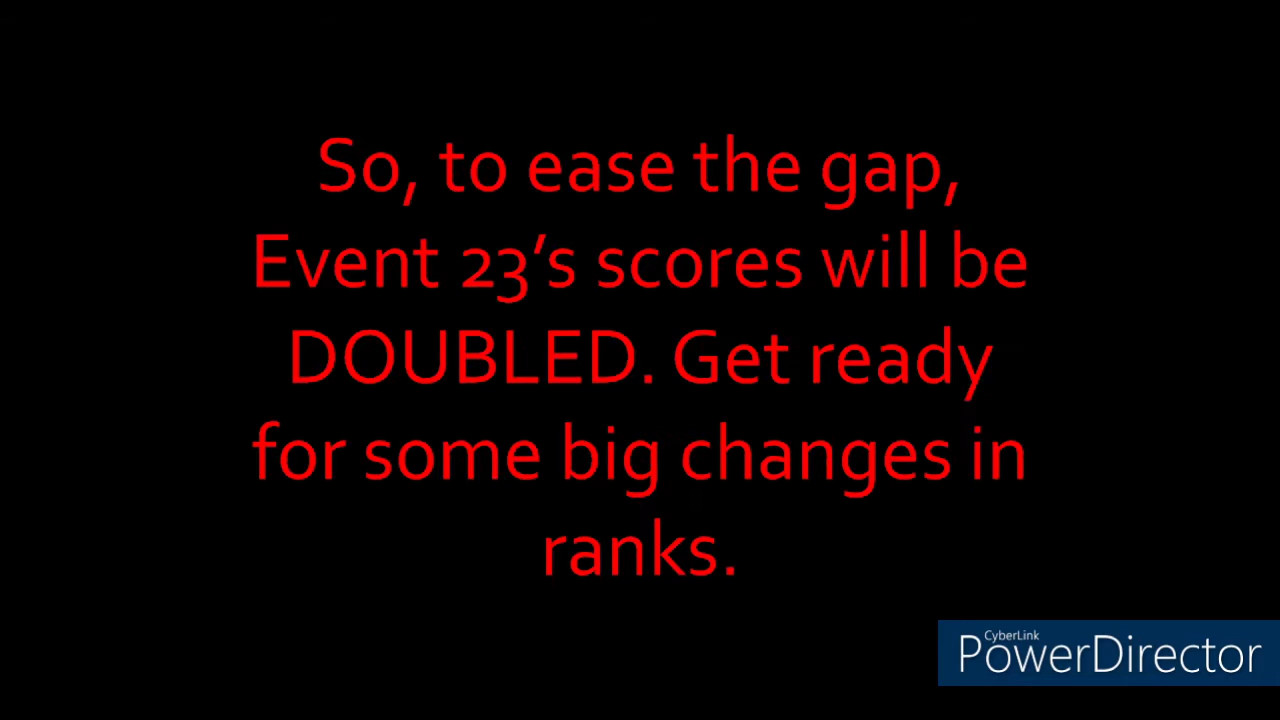 So, to ease the gap,
Event 23’s scores will be
DOUBLED. Get ready
for some big changes in
ranks.
CyberLink
PowerDirector